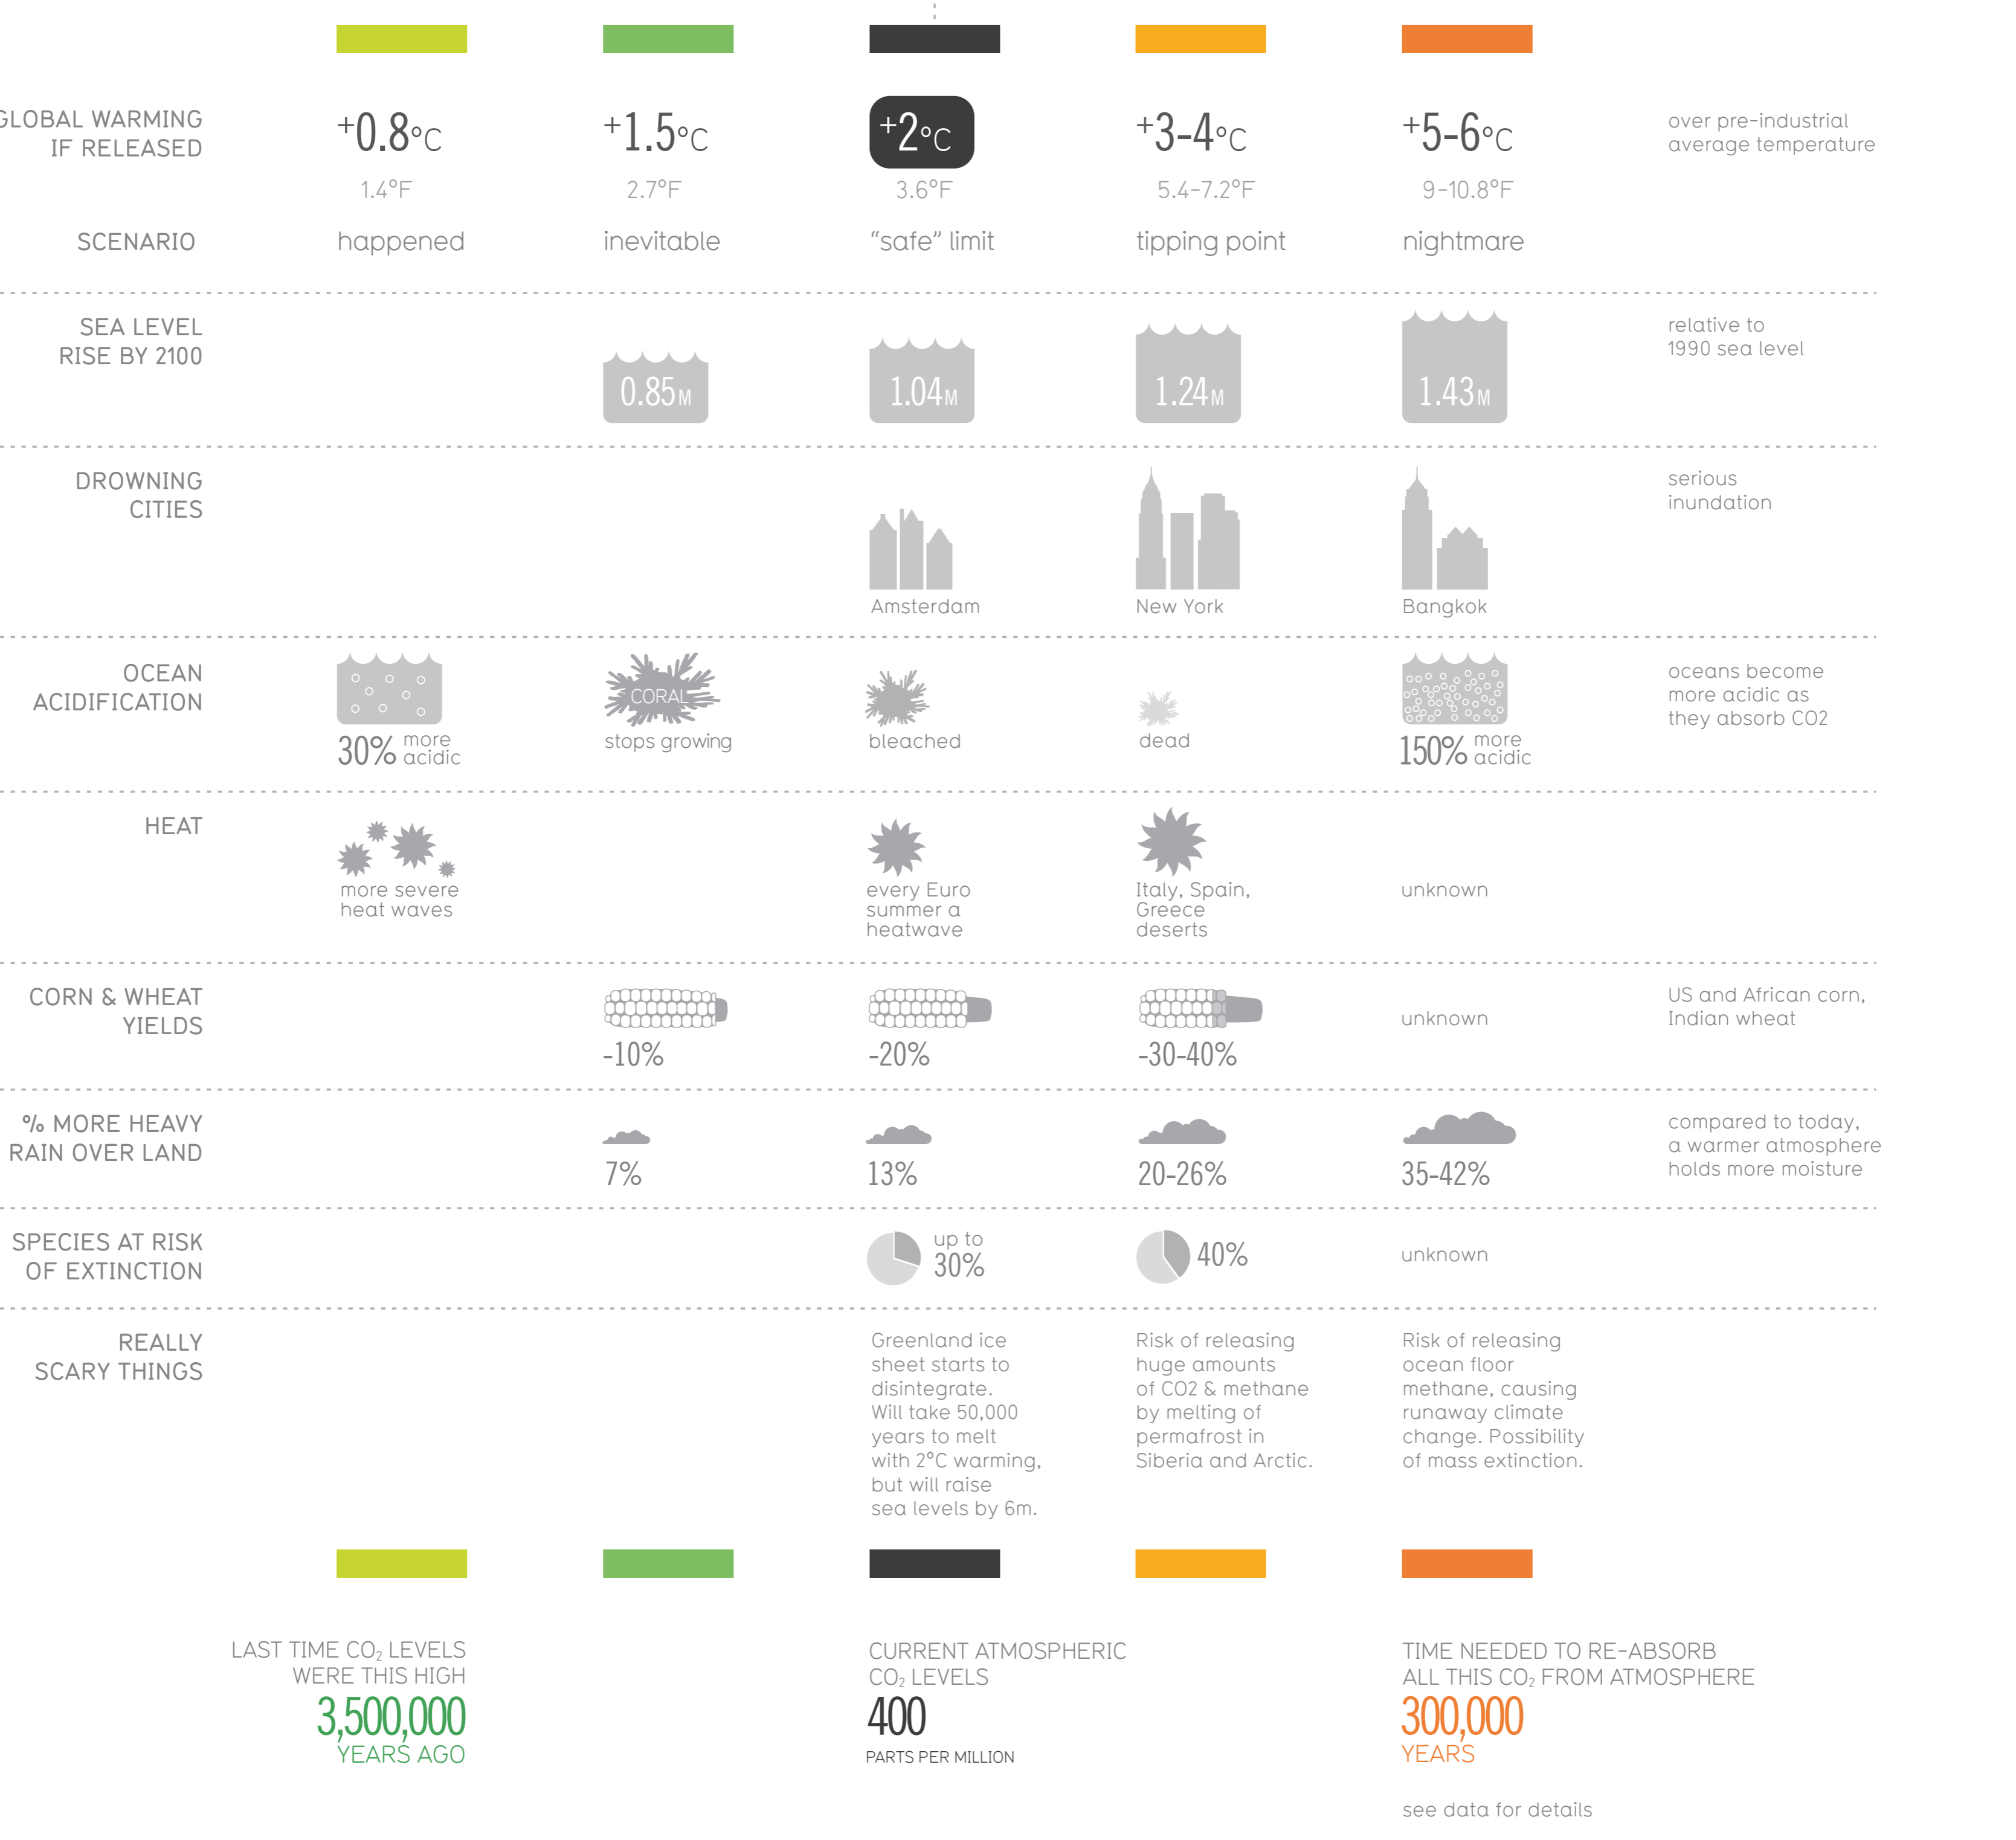 GLOBAL WARMING
IF RELEASED
+0.8°C
1.4°F
+1.5°C
2.7°F
+2°C
3.6°F
+3-4°C
5.4-7.2°F
+5-6°C
9-10.8°F
over pre-industrial
average temperature
SCENARIO
happened
inevitable
“safe” limit
tipping point
nightmare
SEA LEVEL
RISE BY 2100
0.85M
1.04M
1.24M
1.43M
relative to
1990 sea level
DROWNING
CITIES
Amsterdam
New York
Bangkok
serious
inundation
OCEAN
ACIDIFICATION
30% more
acidic
CORAL
stops growing
bleached
dead
150% more
acidic
oceans become
more acidic as
they absorb CO2
HEAT
more severe
heat waves
every Euro
summer a
heatwave
Italy, Spain,
Greece
deserts
unknown
CORN & WHEAT
YIELDS
-10%
-20%
-30-40%
unknown
US and African corn,
Indian wheat
% MORE HEAVY
RAIN OVER LAND
7%
13%
20-26%
35-42%
compared to today,
a warmer atmosphere
holds more moisture
SPECIES AT RISK
OF EXTINCTION
up to
30%
40%
unknown
REALLY
SCARY THINGS
Greenland ice
sheet starts to
disintegrate.
Will take 50,000
years to melt
with 2°C warming,
but will raise
sea levels by 6m.
Risk of releasing
huge amounts
of CO2 & methane
by melting of
permafrost in
Siberia and Arctic.
Risk of releasing
ocean floor
methane, causing
runaway climate
change. Possibility
of mass extinction.
LAST TIME CO₂ LEVELS
WERE THIS HIGH
3,500,000
YEARS AGO
CURRENT ATMOSPHERIC
CO₂ LEVELS
400
PARTS PER MILLION
TIME NEEDED TO RE-ABSORB
ALL THIS CO₂ FROM ATMOSPHERE
300,000
YEARS
see data for details